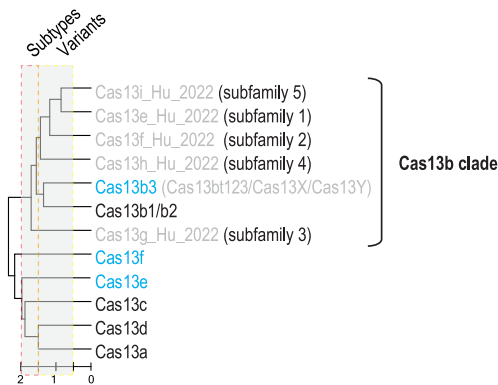 Subtypes
Variants
Cas13i_Hu_2022 (subfamily 5)
Cas13e_Hu_2022 (subfamily 1)
Cas13f_Hu_2022 (subfamily 2)
Cas13h_Hu_2022 (subfamily 4)
Cas13b3 (Cas13bt123/Cas13X/Cas13Y)
Cas13b1/b2
Cas13g_Hu_2022 (subfamily 3)
Cas13b clade
Cas13f
Cas13e
Cas13c
Cas13d
Cas13a
2 1 0